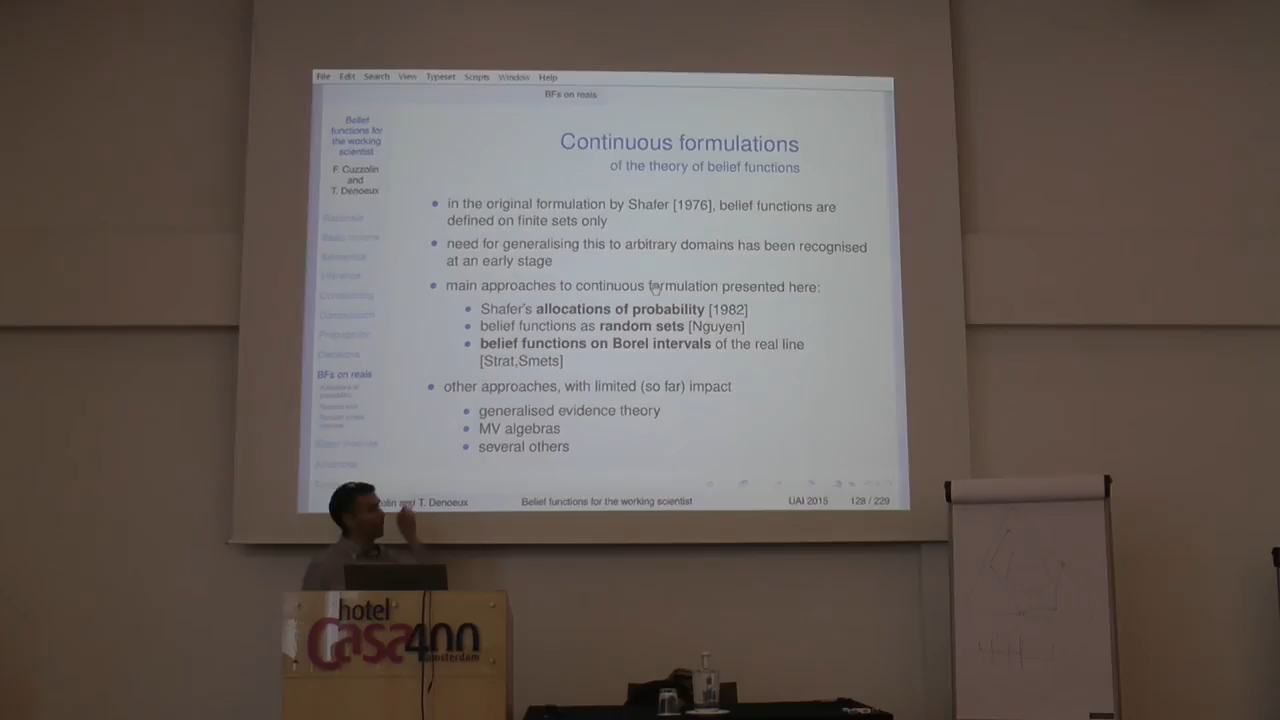 File Edit Search View Typeset Scripts Window Help
BFs on reals
Belief
functions for
the working
scientist
F. Cuzzolin
and
T. Denoeux
BFs on reals
Continuous formulations
of the theory of belief functions
in the original formulation by Shafer [1976], belief functions are
defined on finite sets only
need for generalising this to arbitrary domains has been recognised
at an early stage
main approaches to continuous formulation presented here:
Shafer's allocations of probability [1982]
belief functions as random sets [Nguyen]
belief functions on Borel intervals of the real line
[Strat,Smets]
other approaches, with limited (so far) impact
generalised evidence theory
MV algebras
several others
and T. Denoeux
Belief functions for the working scientist
UAI 2015
128 / 229
hotel
Casa400
amsterdam